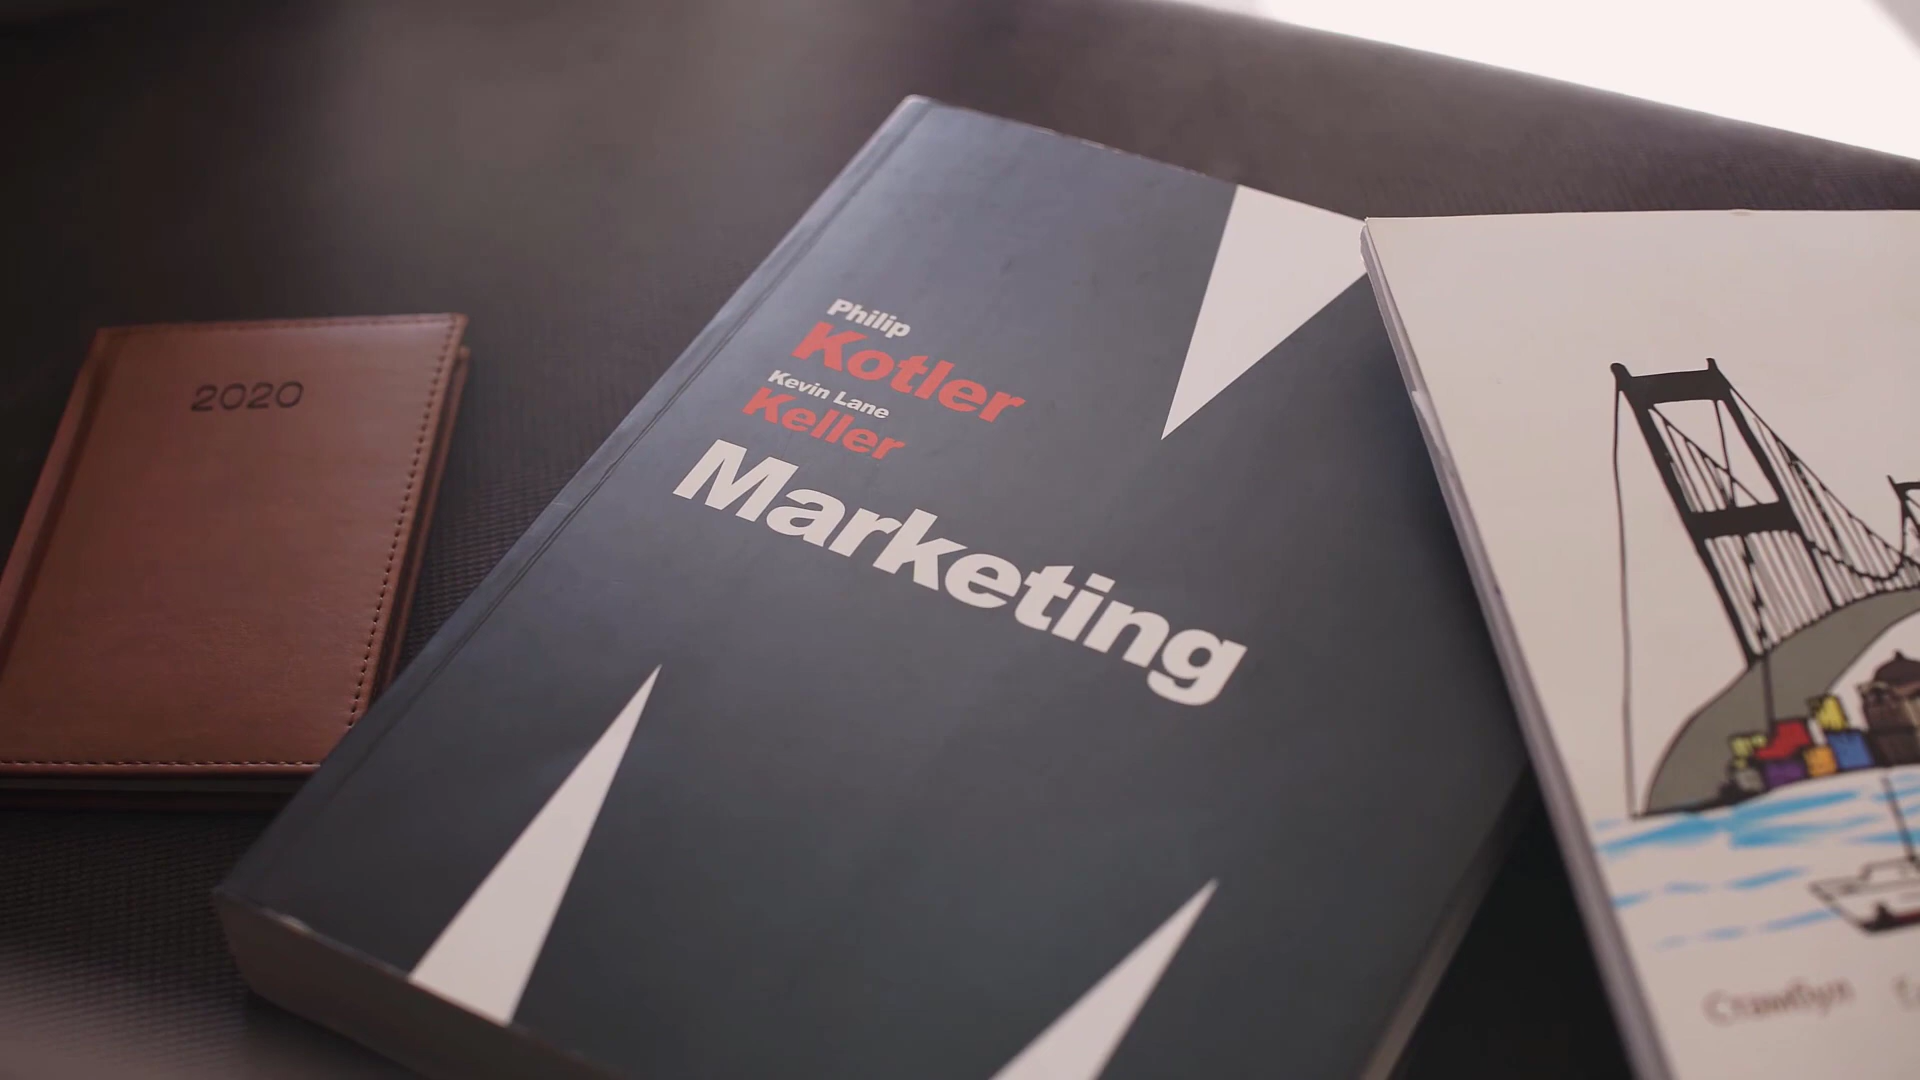 2020
Philip
Kotler
Kevin Lane
Keller
Marketing
Стамбул